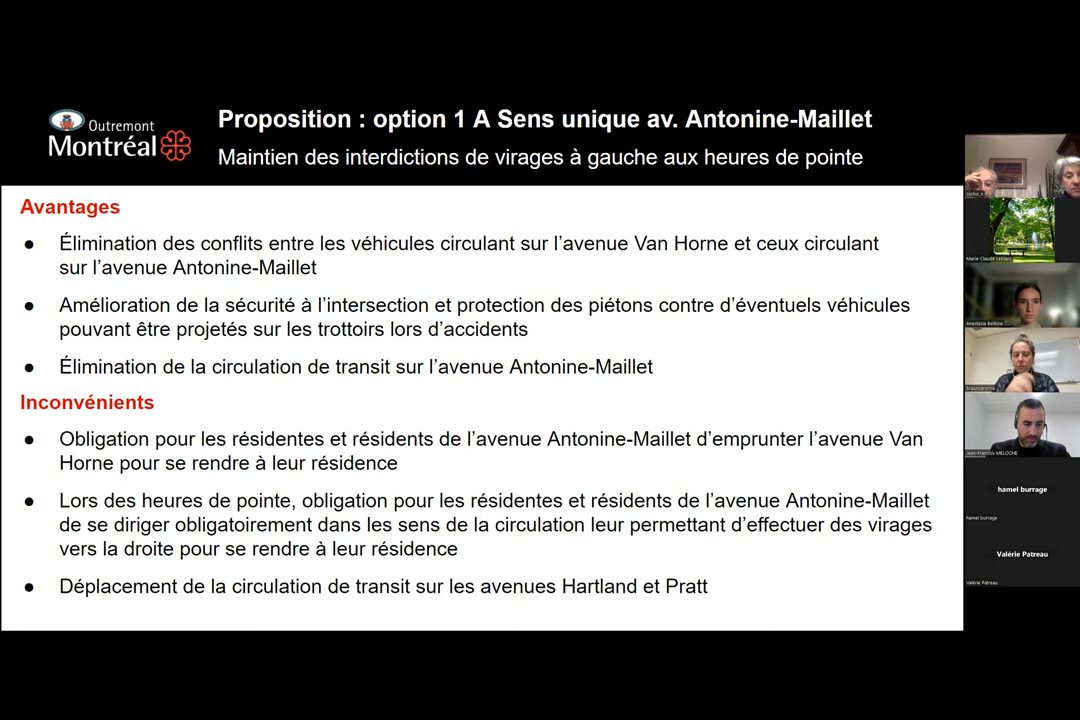 Outremont
Montréal
Proposition : option 1 A Sens unique av. Antonine-Maillet
Maintien des interdictions de virages à gauche aux heures de pointe
Avantages
● Élimination des conflits entre les véhicules circulant sur l’avenue Van Horne et ceux circulant
sur l’avenue Antonine-Maillet
● Amélioration de la sécurité à l’intersection et protection des piétons contre d’éventuels véhicules
pouvant être projetés sur les trottoirs lors d’accidents
● Élimination de la circulation de transit sur l’avenue Antonine-Maillet
Inconvénients
● Obligation pour les résidentes et résidents de l’avenue Antonine-Maillet d’emprunter l’avenue Van
Horne pour se rendre à leur résidence
● Lors des heures de pointe, obligation pour les résidentes et résidents de l’avenue Antonine-Maillet
de se diriger obligatoirement dans les sens de la circulation leur permettant d’effectuer des virages
vers la droite pour se rendre à leur résidence
● Déplacement de la circulation de transit sur les avenues Hartland et Pratt
Marie-Claude Leblanc
Anastasia Belikow
Jean-Francois MELOCHE
hamel burrage
hamel burrage
Valérie Patreau
Valérie Patreau